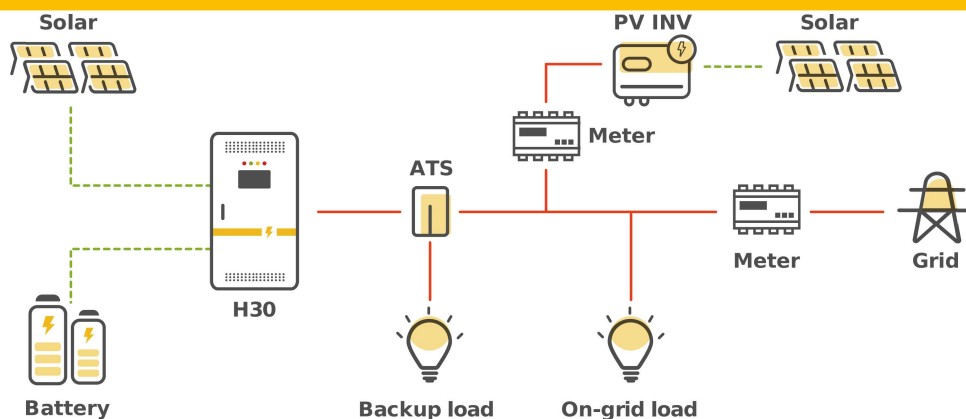 Solar
PV INV
Solar
Meter
ATS
H30
Meter
Grid
Battery
Backup load
On-grid load